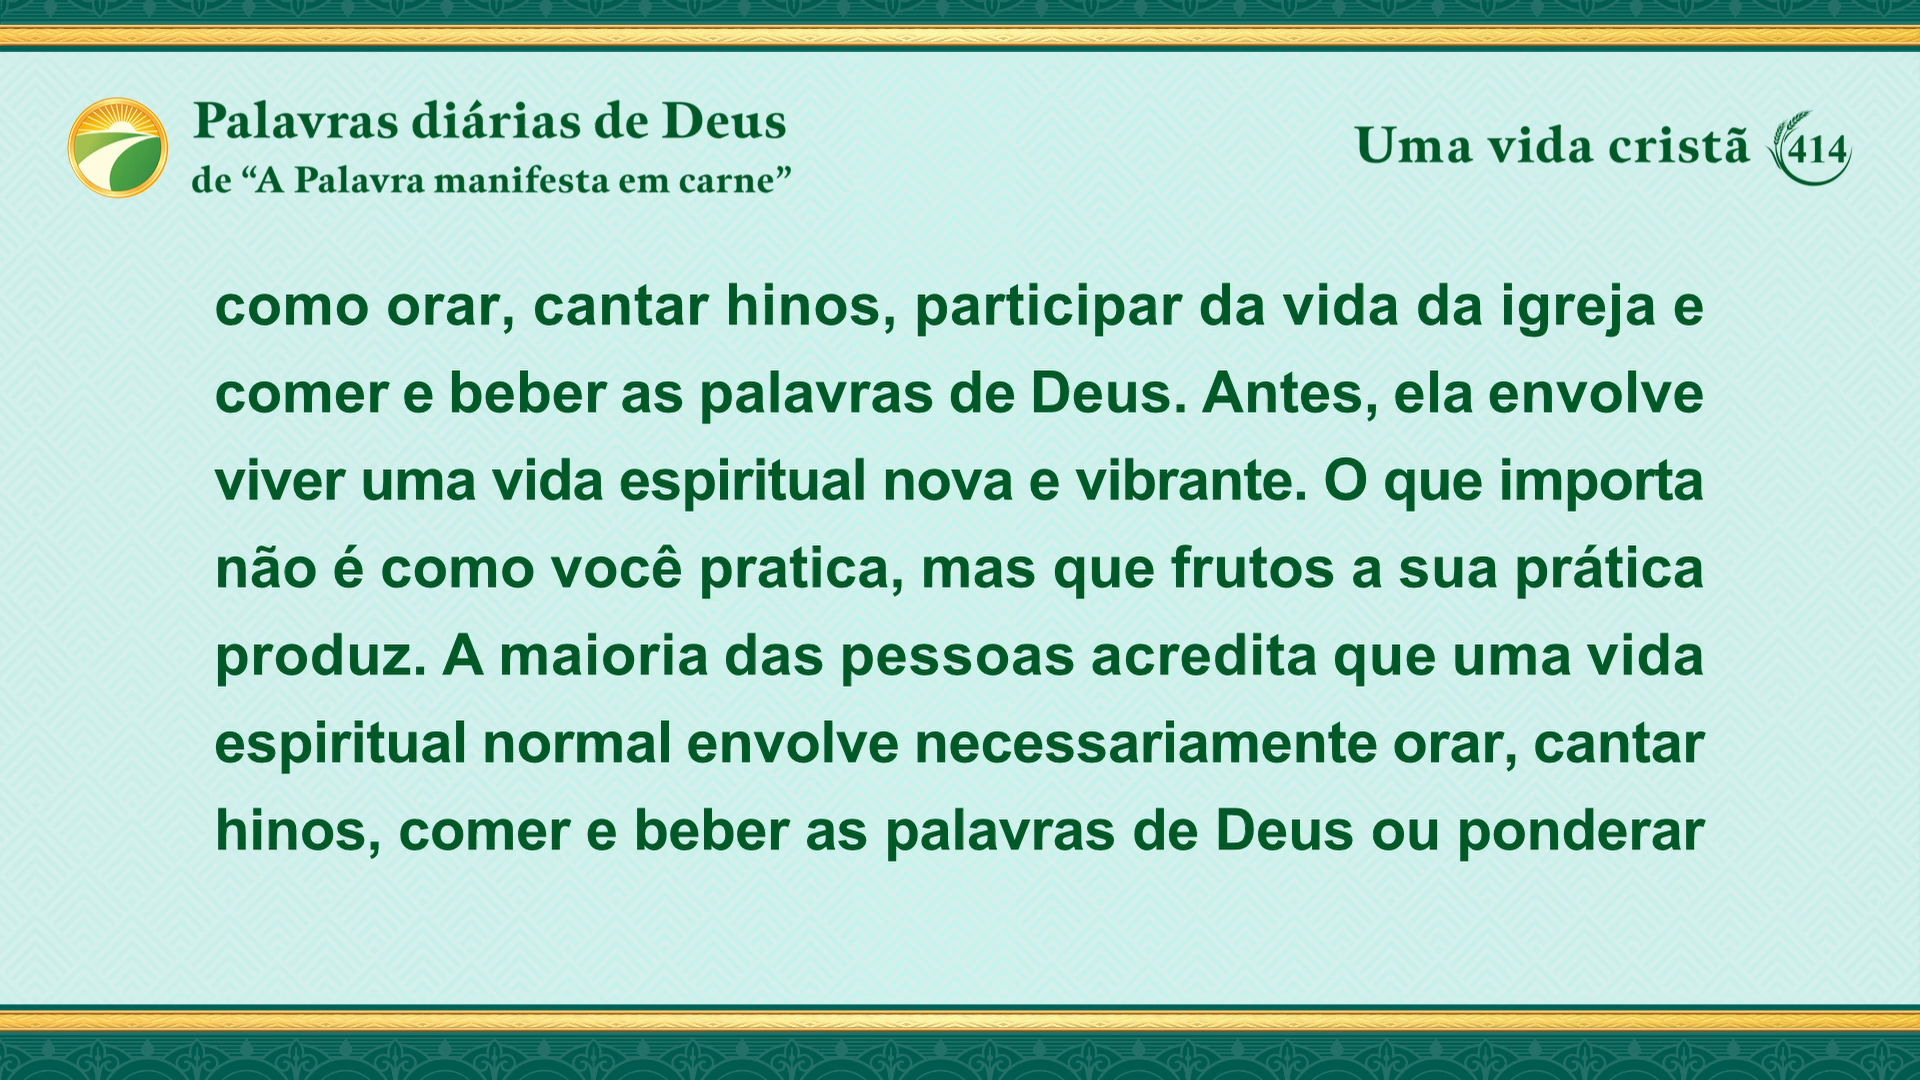 Palavras diárias de Deus
de “A Palavra manifesta em carne”
Uma vida cristã 414
como orar, cantar hinos, participar da vida da igreja e
comer e beber as palavras de Deus. Antes, ela envolve
viver uma vida espiritual nova e vibrante. O que importa
não é como você pratica, mas que frutos a sua prática
produz. A maioria das pessoas acredita que uma vida
espiritual normal envolve necessariamente orar, cantar
hinos, comer e beber as palavras de Deus ou ponderar